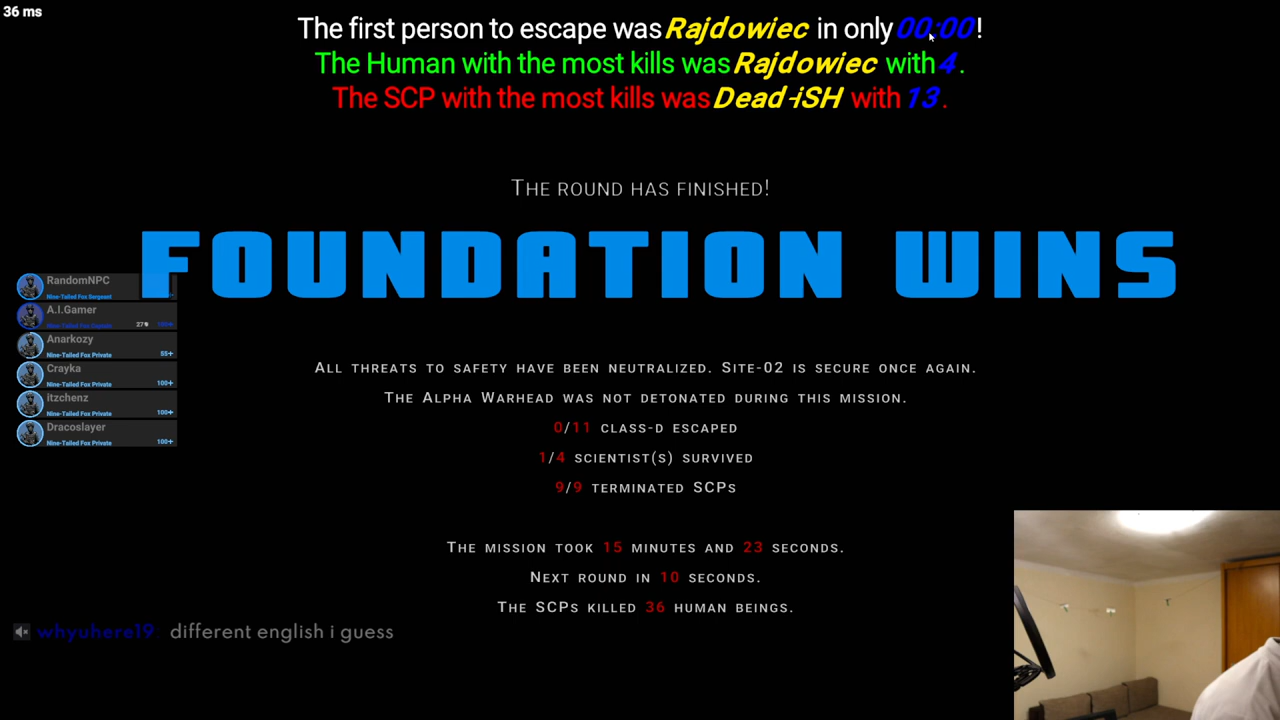 36 ms
The first person to escape was Rajdowiec in only 00:00!
The Human with the most kills was Rajdowiec with 4.
The SCP with the most kills was Dead-iSH with 13.
The round has finished!
FOUNDATION WINS
RandomNPC
Nine-Tailed Fox Sergeant
A.I.Gamer
37
Anarkozy
Nine-Tailed Fox Private 55+
Crayka
Nine-Tailed Fox Private 100+
itzchenz
Nine-Tailed Fox Private 100+
Dracoslayer
Nine-Tailed Fox Private 100+
All threats to safety have been neutralized. Site-02 is secure once again.
The Alpha Warhead was not detonated during this mission.
0/11 class-d escaped
1/4 scientist(s) survived
9/9 terminated SCPs
The mission took 15 minutes and 23 seconds.
Next round in 10 seconds.
The SCPs killed 36 human beings.
whyuhere19: different english i guess